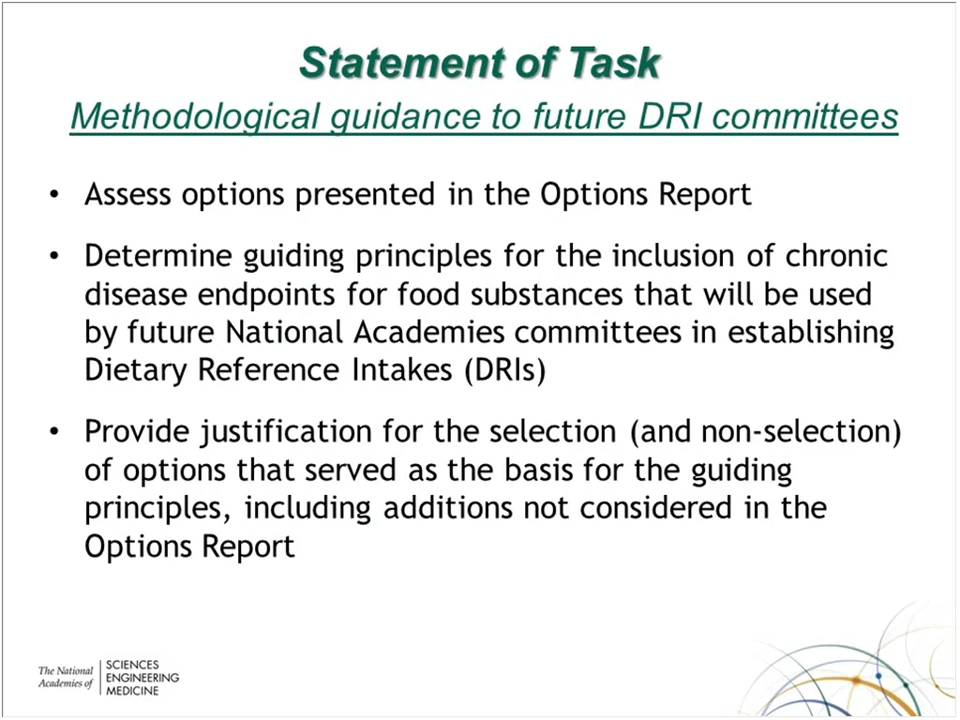 Statement of Task
Methodological guidance to future DRI committees
• Assess options presented in the Options Report
• Determine guiding principles for the inclusion of chronic
disease endpoints for food substances that will be used
by future National Academies committees in establishing
Dietary Reference Intakes (DRIs)
• Provide justification for the selection (and non-selection)
of options that served as the basis for the guiding
principles, including additions not considered in the
Options Report
The National
Academies of
SCIENCES
ENGINEERING
MEDICINE